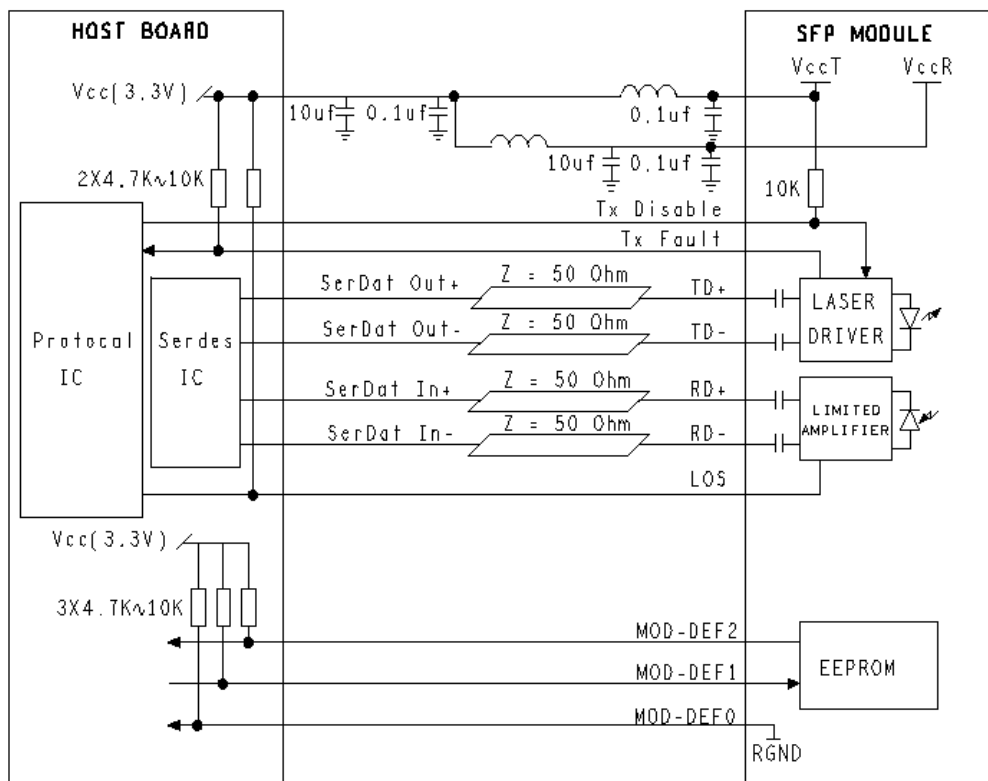 HOST BOARD
SFP MODULE
VccT
VccR
Vcc(3.3V)
10uf
0.1uf
0.1uf
10uf
0.1uf
2X4.7K~10K
10K
Tx Disable
Tx Fault
SerDat Out+
Z = 50 Ohm
TD+
SerDat Out-
Z = 50 Ohm
TD-
LASER
DRIVER
Protocal
IC
Serdes
IC
SerDat In+
Z = 50 Ohm
RD+
SerDat In-
Z = 50 Ohm
RD-
LIMITED
AMPLIFIER
LOS
Vcc(3.3V)
3X4.7K~10K
MOD-DEF2
MOD-DEF1
MOD-DEF0
EEPROM
RGND